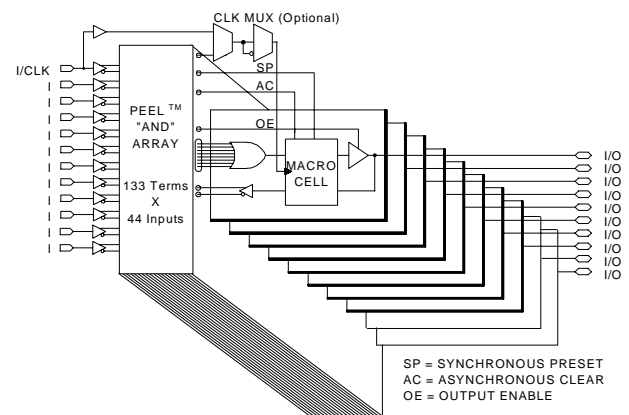 CLK MUX (Optional)
I/CLK
I
I
I
I
I
I
I
I
I
I
I
PEEL™
"AND"
ARRAY
133 Terms
X
44 Inputs
SP
AC
OE
MACRO
CELL
I/O
I/O
I/O
I/O
I/O
I/O
I/O
I/O
I/O
I/O
SP = SYNCHRONOUS PRESET
AC = ASYNCHRONOUS CLEAR
OE = OUTPUT ENABLE